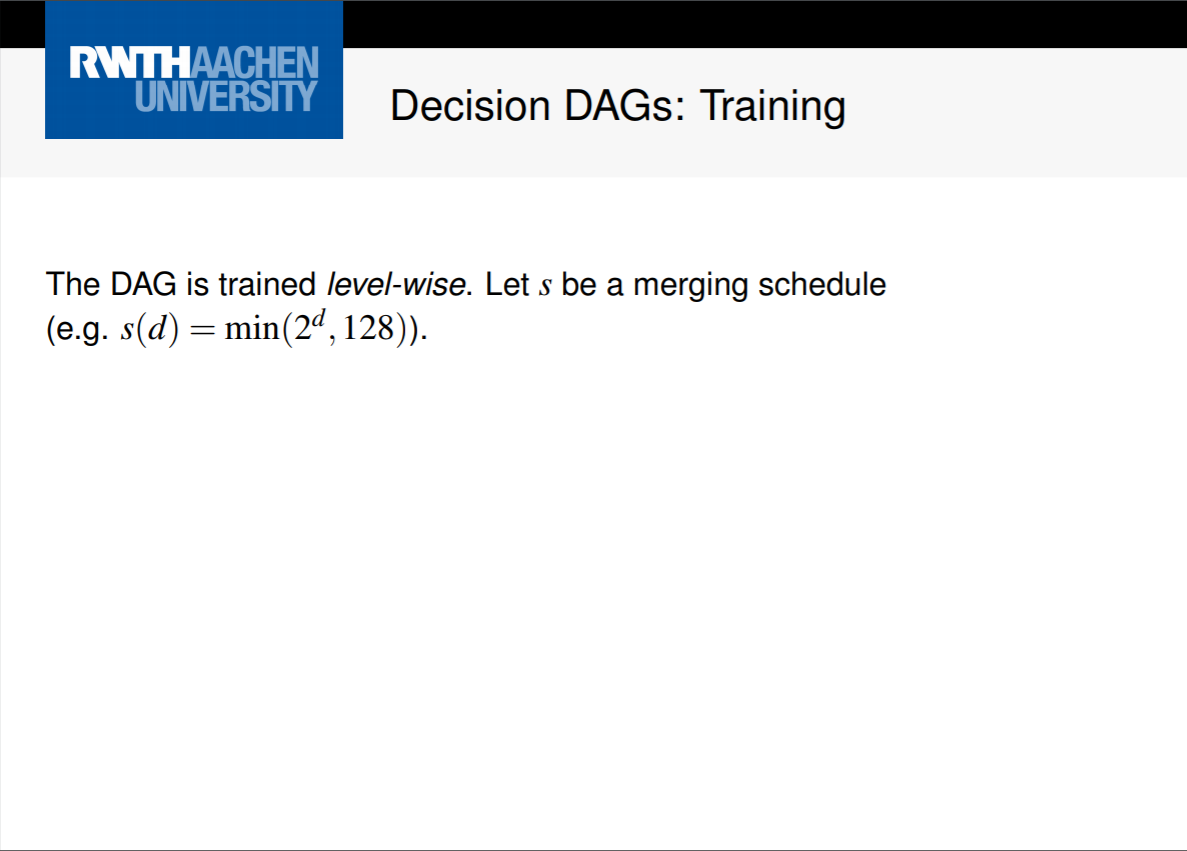 RWTHAACHEN
UNIVERSITY
Decision DAGs: Training
The DAG is trained level-wise. Let s be a merging schedule
(e.g. s(d) = min(2^d, 128)).